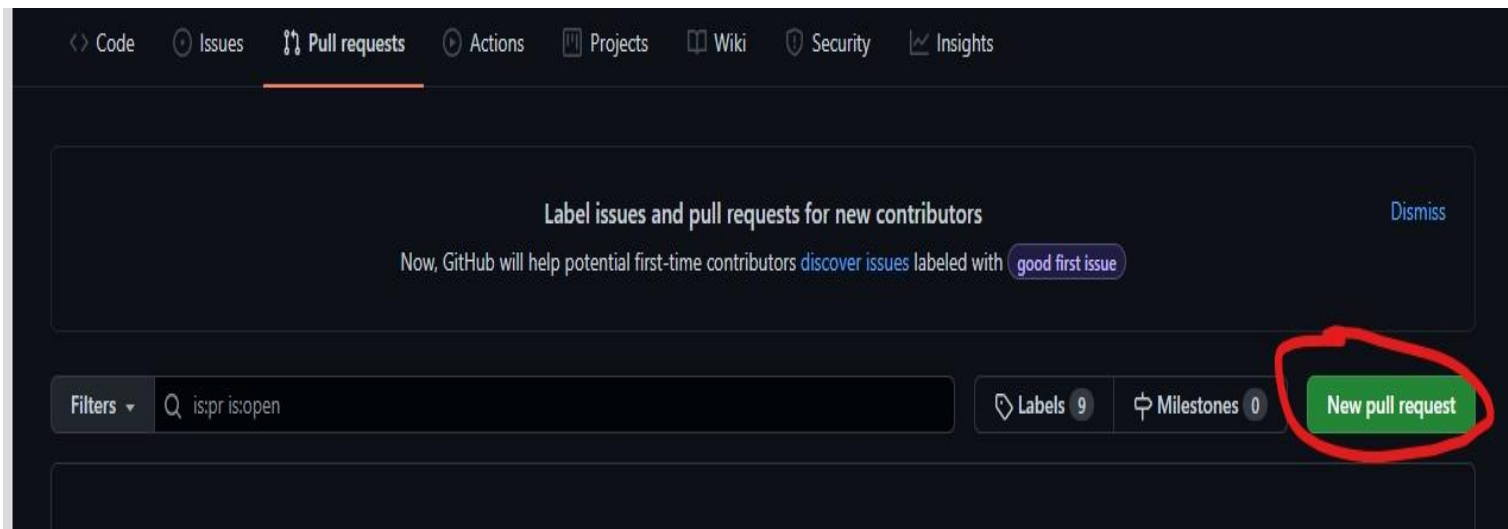 <> Code Issues Pull requests Actions Projects Wiki Security Insights
Label issues and pull requests for new contributors
Dismiss
Now, GitHub will help potential first-time contributors discover issues labeled with good first issue
Filters is:pr is:open Labels 9 Milestones 0 New pull request